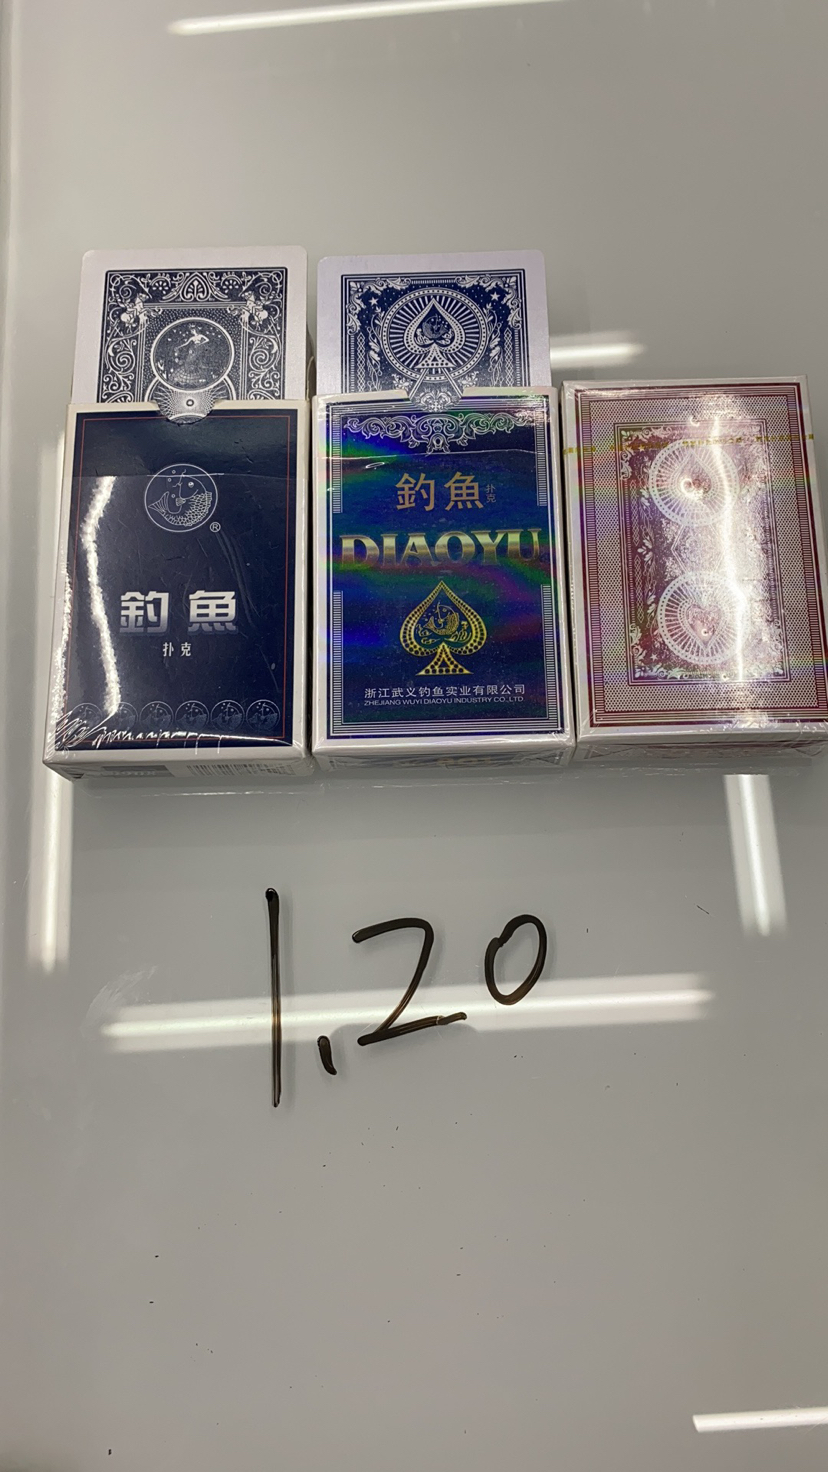 ®
釣魚
扑克
釣魚扑克
DIAOYU
浙江武义钓鱼实业有限公司
ZHEJIANG WUYI DIAOYU INDUSTRY CO.,LTD
1.20